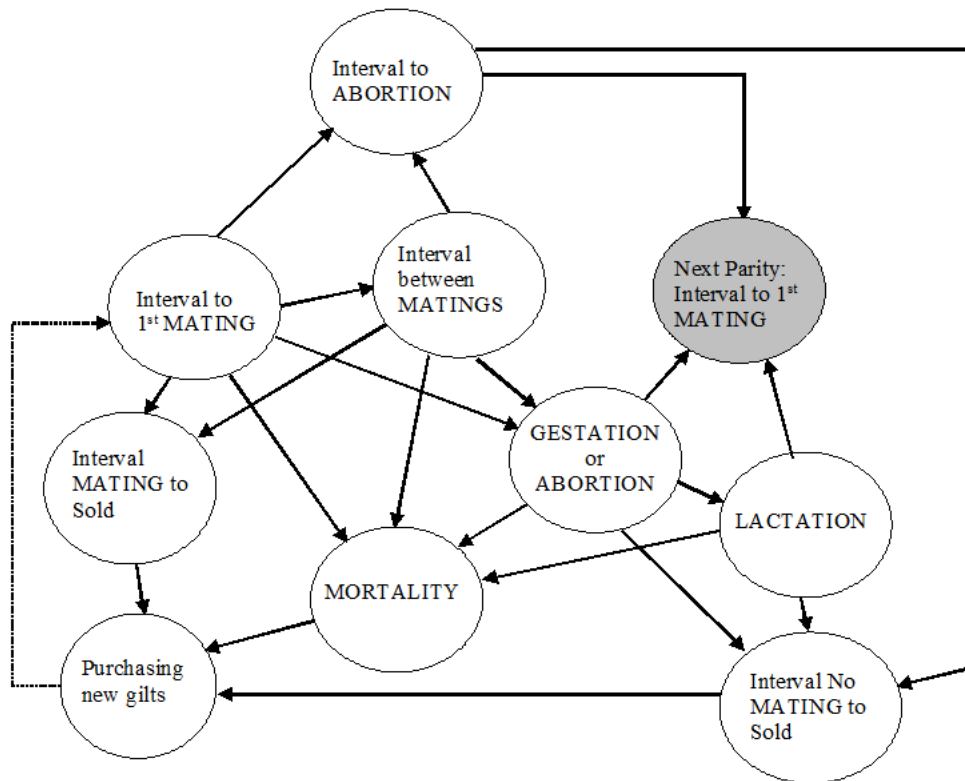 Interval to
ABORTION
Interval
between
MATINGS
Next Parity:
Interval to 1st
MATING
Interval to
1st MATING
GESTATION
or
ABORTION
Interval
MATING to
Sold
LACTATION
MORTALITY
Purchasing
new gilts
Interval No
MATING to
Sold